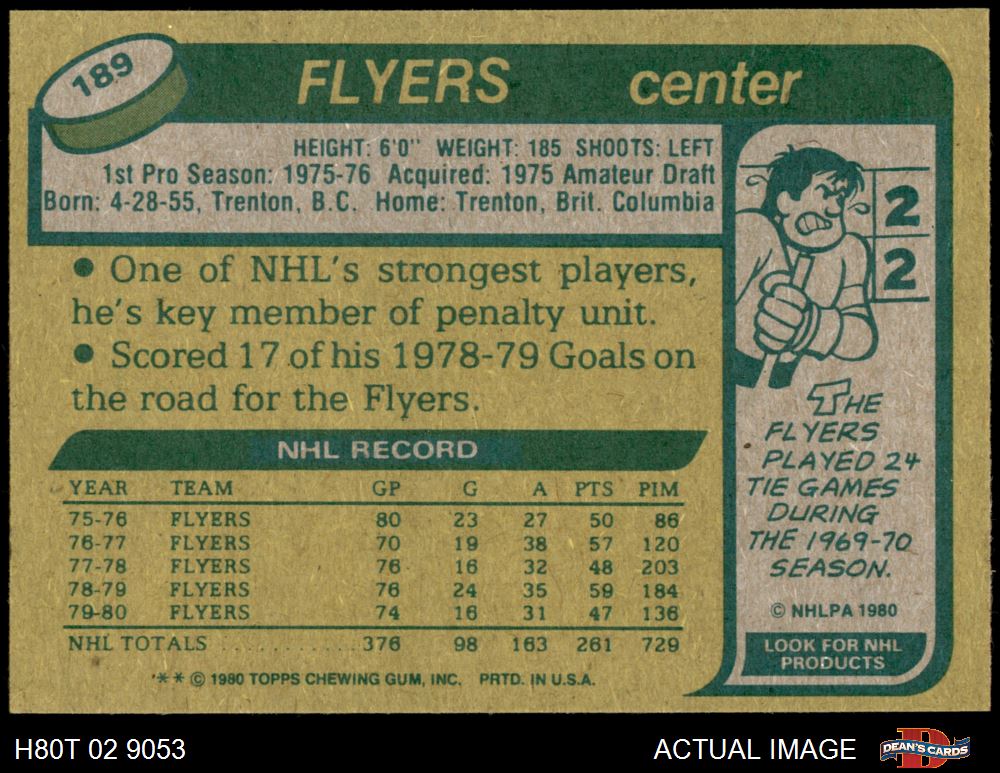 189
FLYERS center
HEIGHT: 6'0" WEIGHT: 185 SHOOTS: LEFT
1st Pro Season: 1975-76 Acquired: 1975 Amateur Draft
Born: 4-28-55, Trenton, B.C. Home: Trenton, Brit. Columbia
• One of NHL's strongest players,
he's key member of penalty unit.
• Scored 17 of his 1978-79 Goals on
the road for the Flyers.
NHL RECORD
YEAR TEAM GP G A PTS PIM
75-76 FLYERS 80 23 27 50 86
76-77 FLYERS 70 19 38 57 120
77-78 FLYERS 76 16 32 48 203
78-79 FLYERS 76 24 35 59 184
79-80 FLYERS 74 16 31 47 136
NHL TOTALS . . . . . . . . . . . . 376 98 163 261 729
* * © 1980 TOPPS CHEWING GUM, INC. PRTD. IN U.S.A.
2
2
THE
FLYERS
PLAYED 24
TIE GAMES
DURING
THE 1969-70
SEASON.
© NHLPA 1980
LOOK FOR NHL
PRODUCTS
H80T 02 9053 ACTUAL IMAGE DEAN'S CARDS